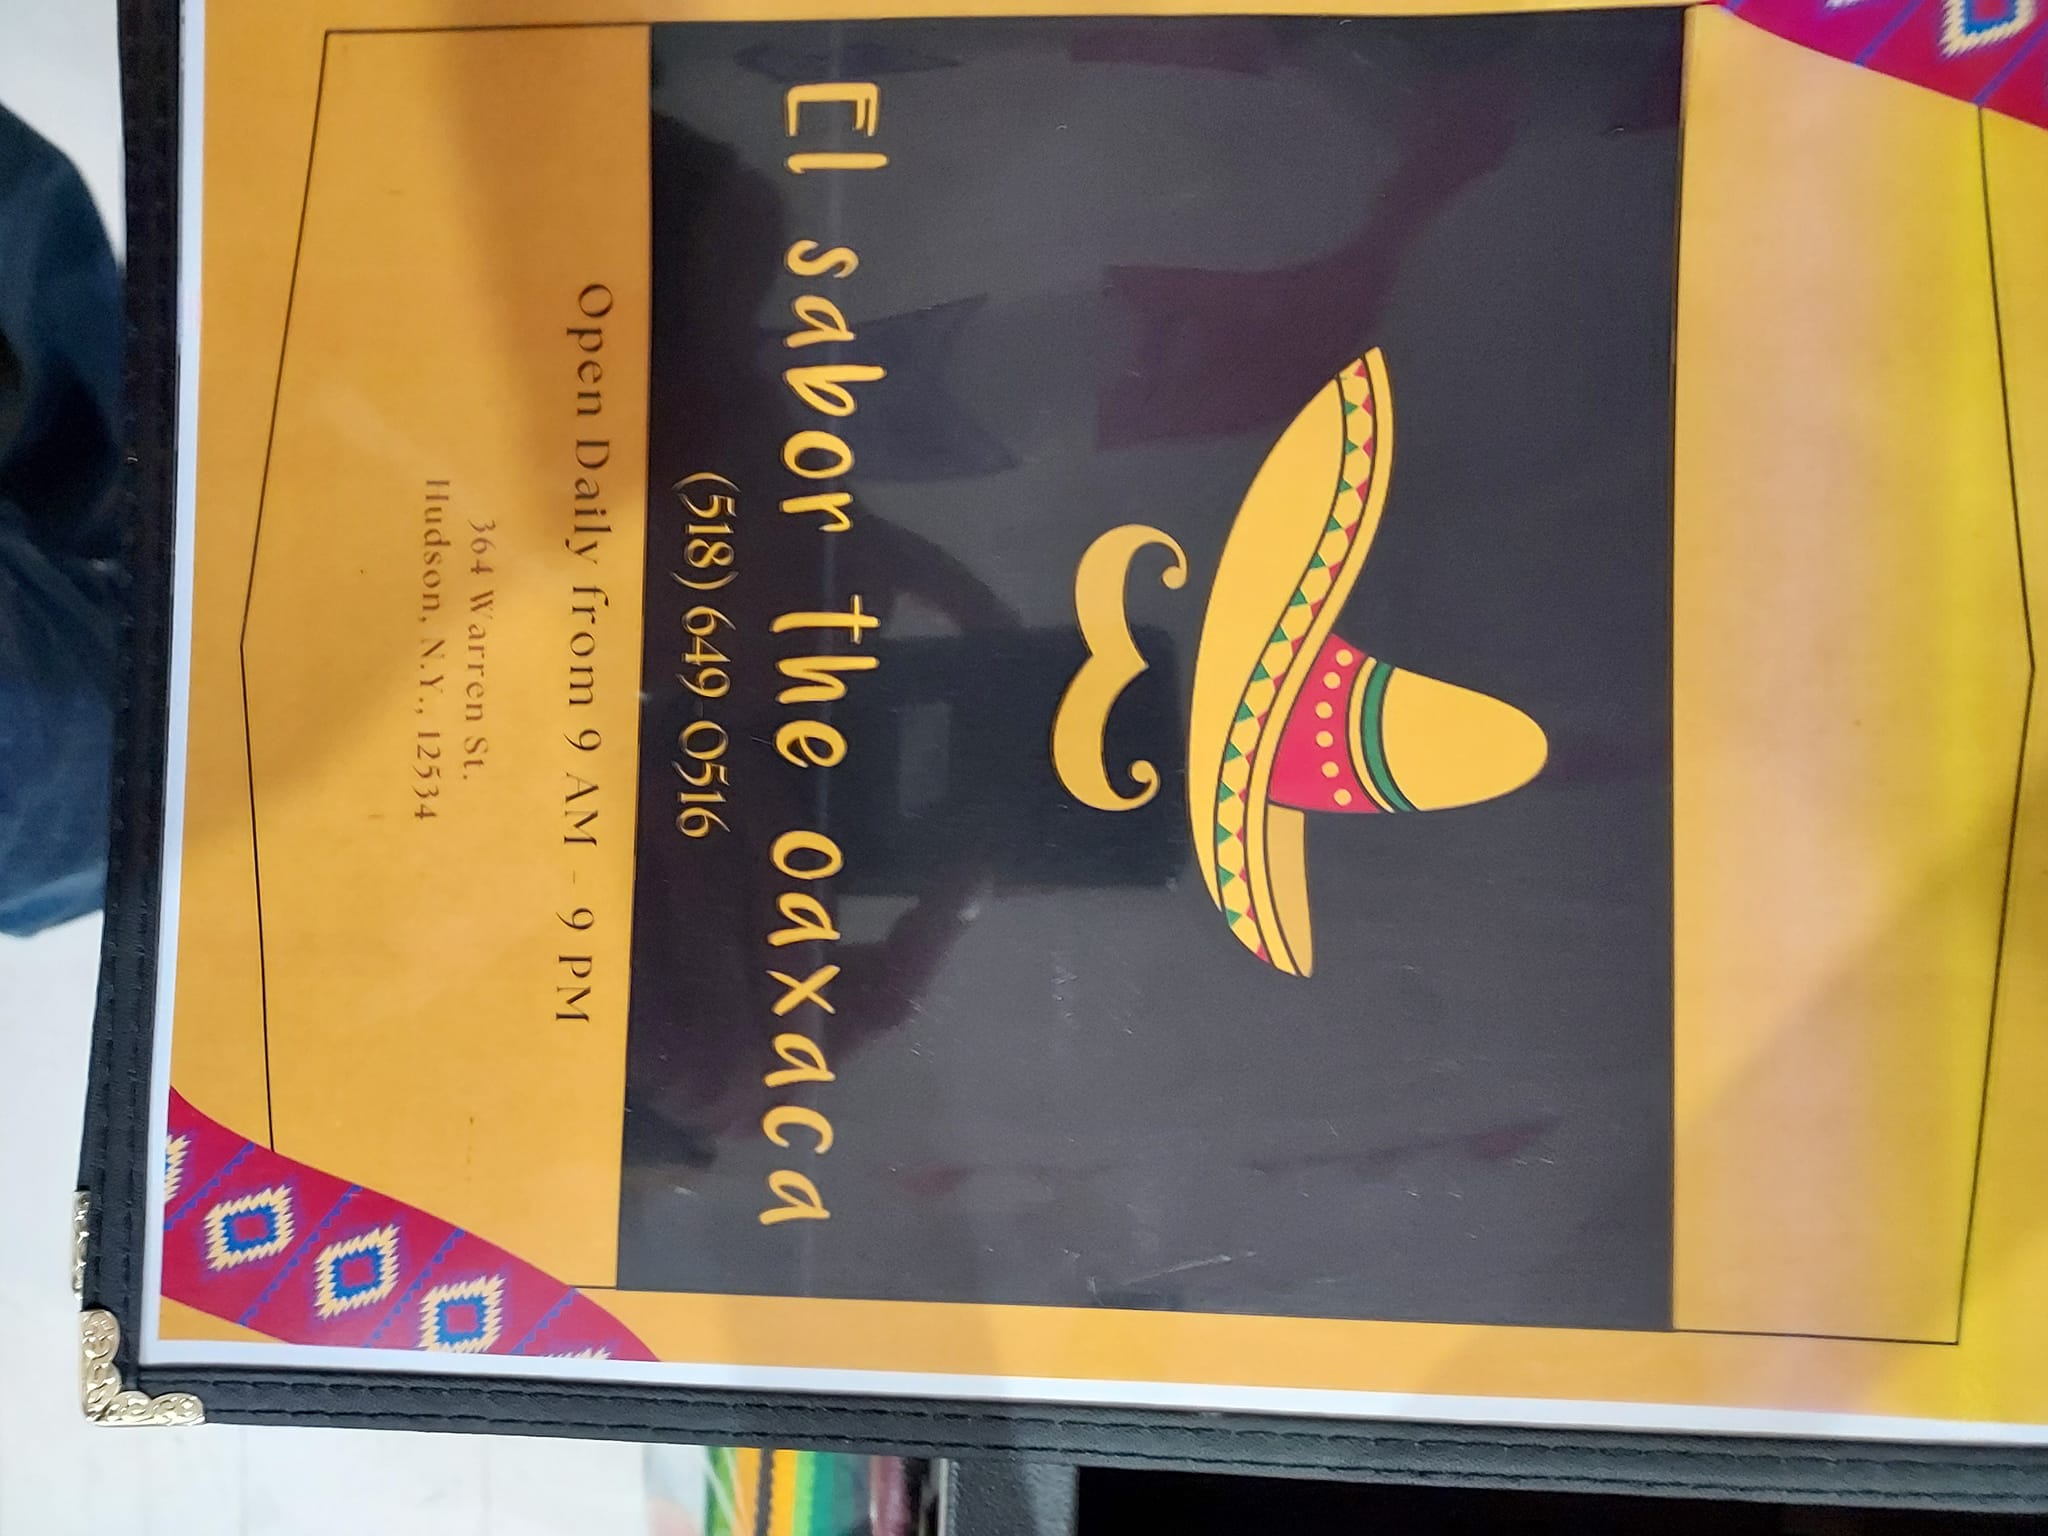 El sabor the oaxaca
(518) 649-0516
Open Daily from 9 AM - 9 PM
364 Warren St.
Hudson, N.Y., 12534